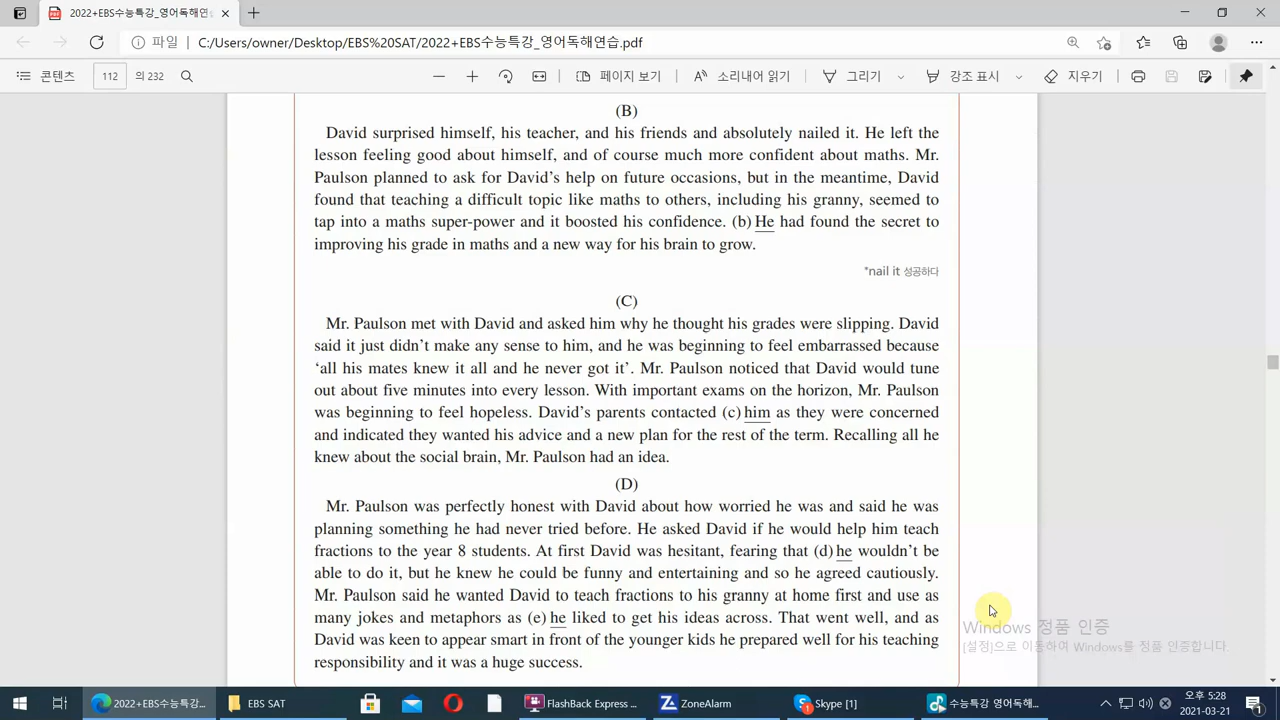 2022+EBS수능특강_영어독해연습
파일 C:/Users/owner/Desktop/EBS%20SAT/2022+EBS수능특강_영어독해연습.pdf
콘텐츠 112 의 232 페이지 보기 소리내어 읽기 그리기 강조 표시 지우기
(B)
David surprised himself, his teacher, and his friends and absolutely nailed it. He left the
lesson feeling good about himself, and of course much more confident about maths. Mr.
Paulson planned to ask for David's help on future occasions, but in the meantime, David
found that teaching a difficult topic like maths to others, including his granny, seemed to
tap into a maths super-power and it boosted his confidence. (b) He had found the secret to
improving his grade in maths and a new way for his brain to grow.
*nail it 성공하다
(C)
Mr. Paulson met with David and asked him why he thought his grades were slipping. David
said it just didn't make any sense to him, and he was beginning to feel embarrassed because
'all his mates knew it all and he never got it'. Mr. Paulson noticed that David would tune
out about five minutes into every lesson. With important exams on the horizon, Mr. Paulson
was beginning to feel hopeless. David's parents contacted (c) him as they were concerned
and indicated they wanted his advice and a new plan for the rest of the term. Recalling all he
knew about the social brain, Mr. Paulson had an idea.
(D)
Mr. Paulson was perfectly honest with David about how worried he was and said he was
planning something he had never tried before. He asked David if he would help him teach
fractions to the year 8 students. At first David was hesitant, fearing that (d) he wouldn't be
able to do it, but he knew he could be funny and entertaining and so he agreed cautiously.
Mr. Paulson said he wanted David to teach fractions to his granny at home first and use as
many jokes and metaphors as (e) he liked to get his ideas across. That went well, and as
David was keen to appear smart in front of the younger kids he prepared well for his teaching
responsibility and it was a huge success.
Windows 정품 인증
[설정]으로 이동하여 Windows를 정품 인증합니다.
2022+EBS수능특강_... EBS SAT FlashBack Express ... ZoneAlarm Skype [1] 수능특강 영어독해... 오후 5:28
2021-03-21